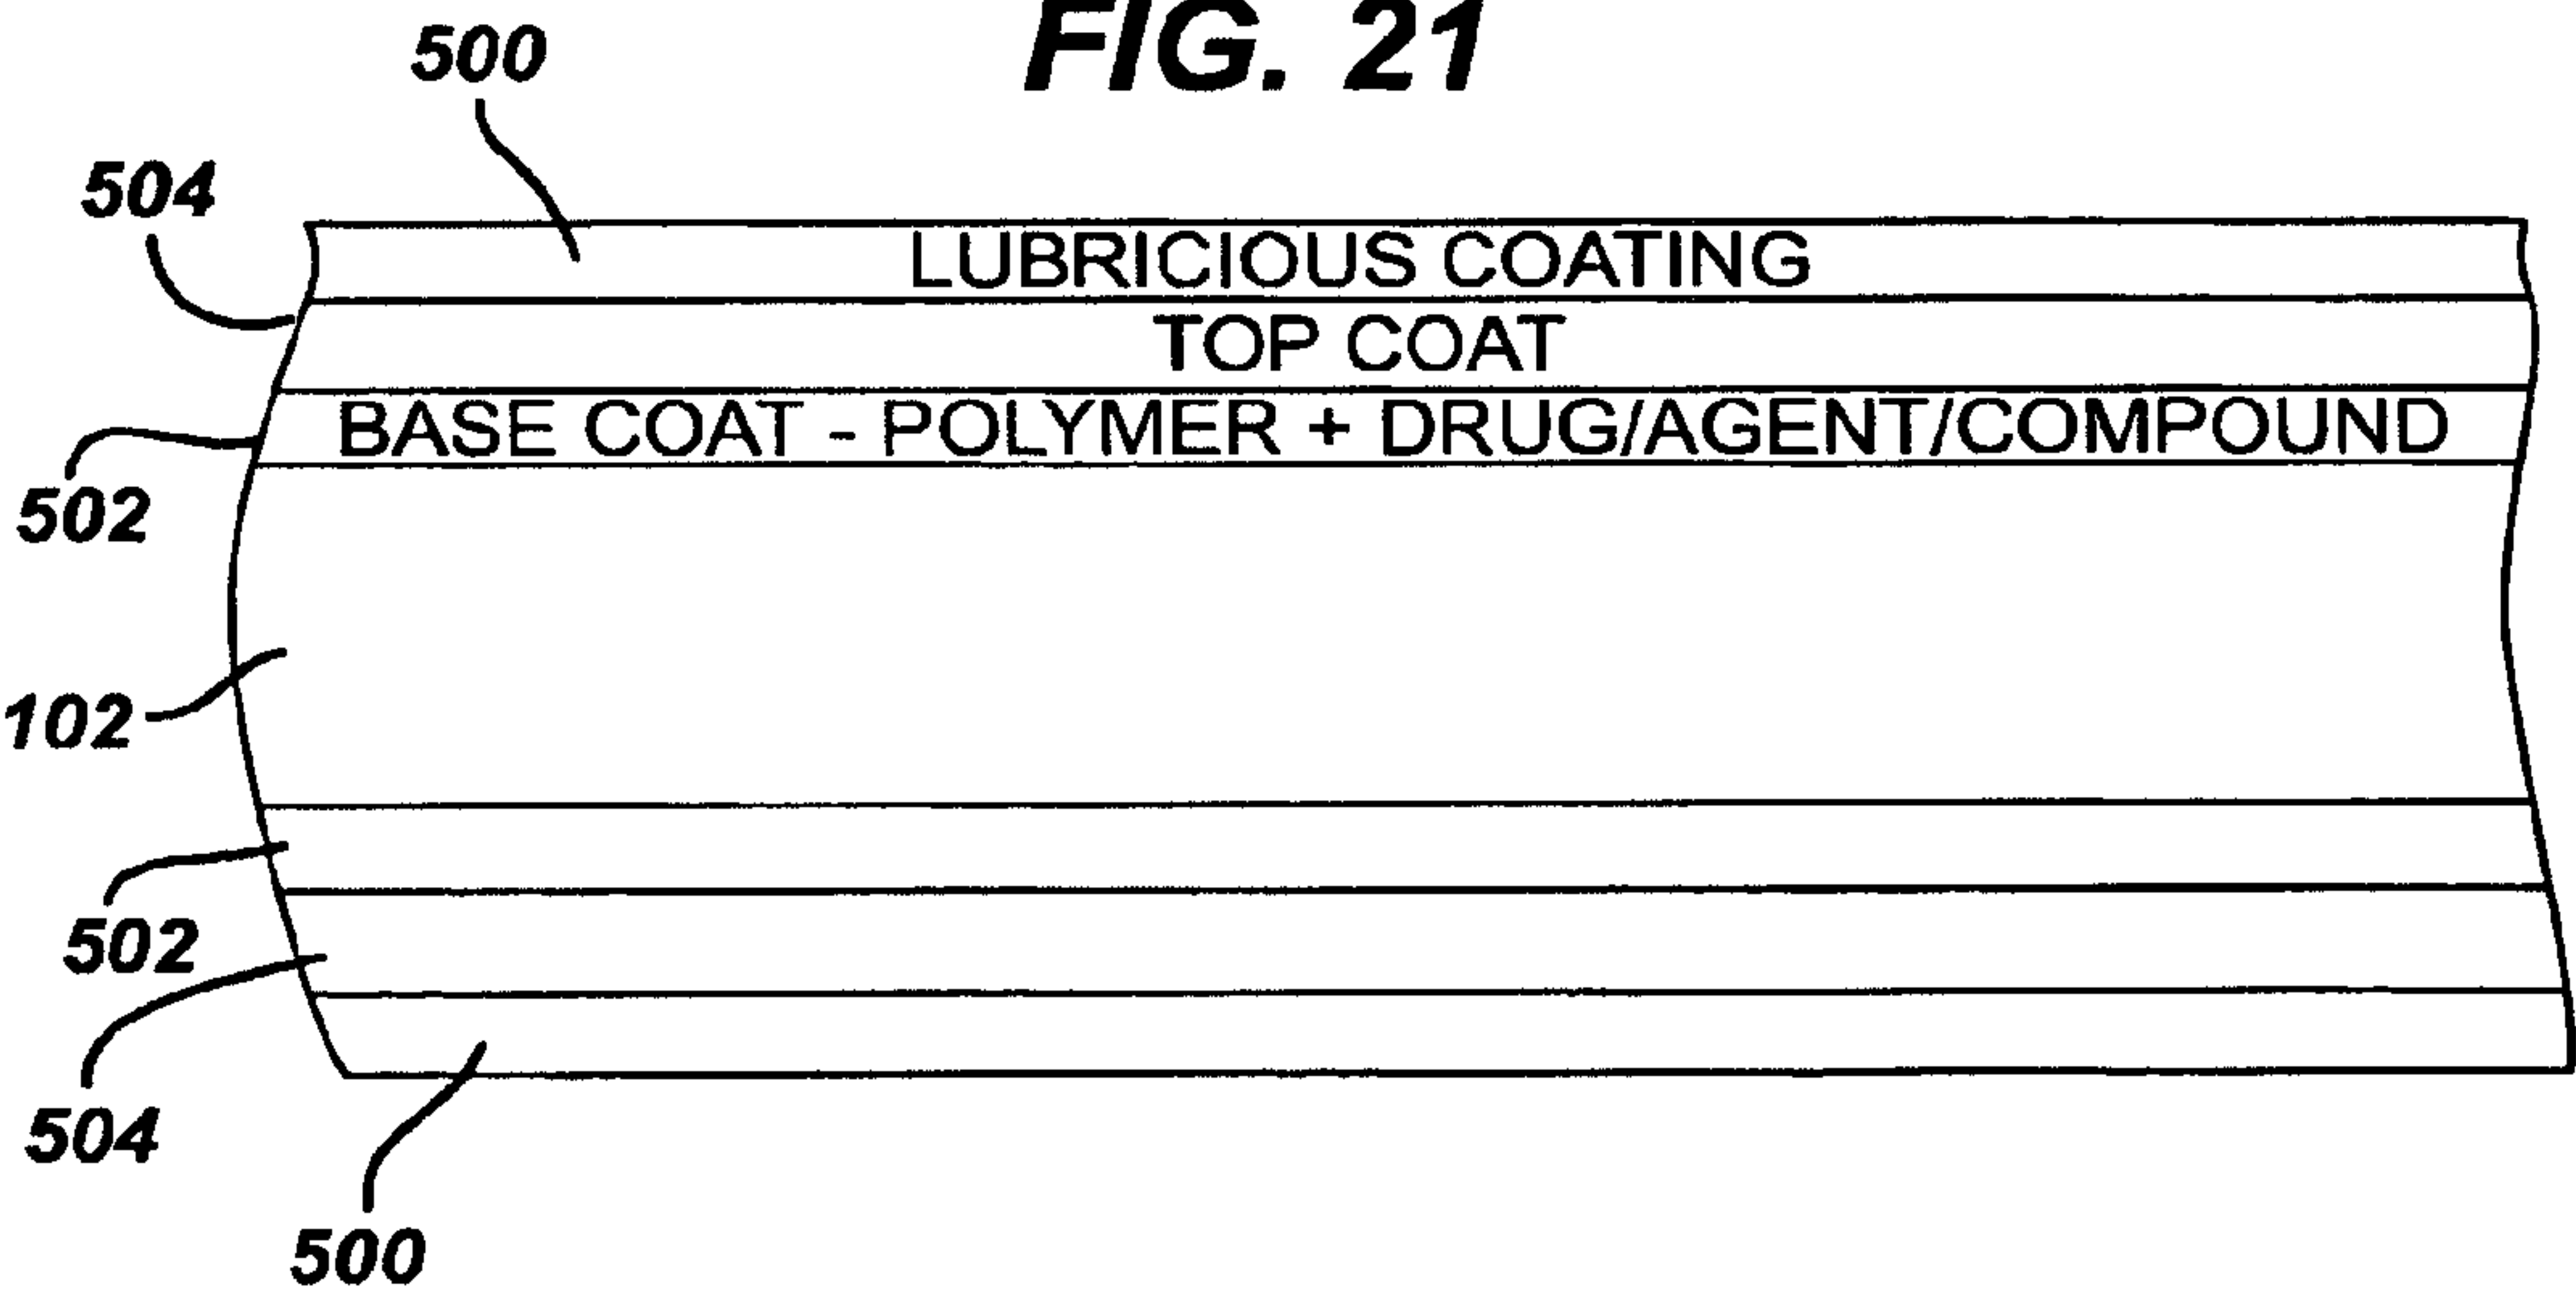 FIG. 21
500
504
LUBRICIOUS COATING
TOP COAT
BASE COAT - POLYMER + DRUG/AGENT/COMPOUND
502
102
502
504
500